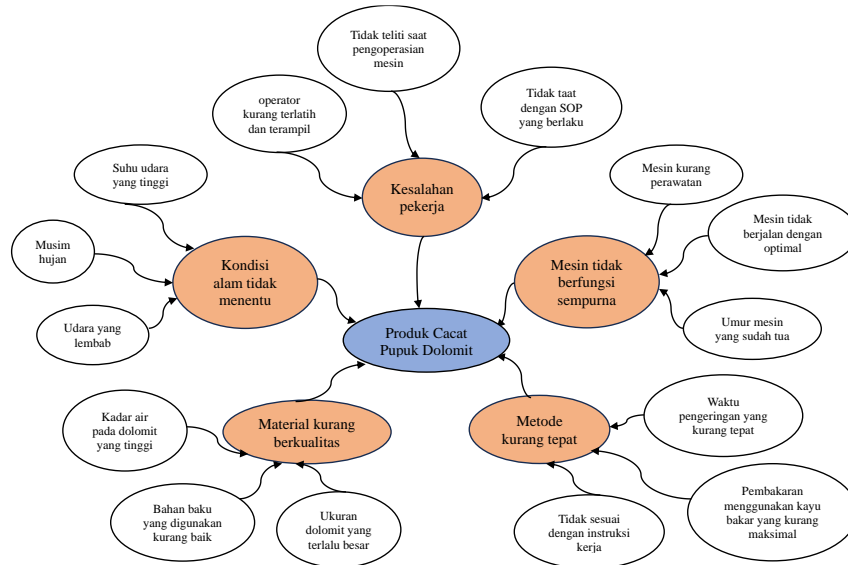 Tidak teliti saat
pengoperasian
mesin
operator
kurang terlatih
dan terampil
Tidak taat
dengan SOP
yang berlaku
Suhu udara
yang tinggi
Kesalahan
pekerja
Mesin kurang
perawatan
Musim
hujan
Kondisi
alam tidak
menentu
Mesin tidak
berfungsi
sempurna
Mesin tidak
berjalan dengan
optimal
Udara yang
lembab
Produk Cacat
Pupuk Dolomit
Umur mesin
yang sudah tua
Kadar air
pada dolomit
yang tinggi
Material kurang
berkualitas
Metode
kurang tepat
Waktu
pengeringan yang
kurang tepat
Bahan baku
yang digunakan
kurang baik
Ukuran
dolomit yang
terlalu besar
Tidak sesuai
dengan instruksi
kerja
Pembakaran
menggunakan kayu
bakar yang kurang
maksimal